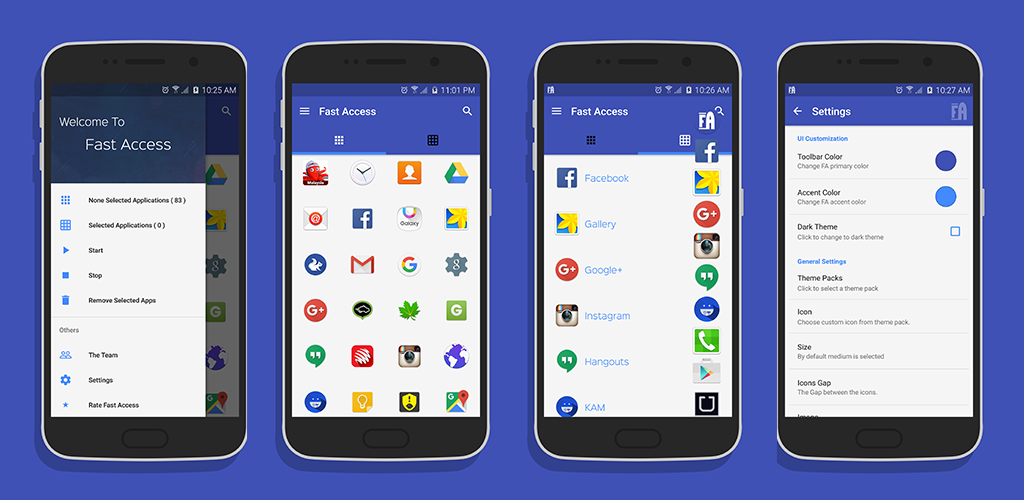 10:25 AM
Welcome To
Fast Access
None Selected Applications ( 83 )
Selected Applications ( 0 )
Start
Stop
Remove Selected Apps
Others
The Team
Settings
Rate Fast Access
11:01 PM
Fast Access
Malaysia
Galaxy
FA
10:26 AM
Fast Access
FA
Facebook
Gallery
Google+
Instagram
Hangouts
KAM
FA
10:27 AM
Settings
FA
UI Customization
Toolbar Color
Change FA primary color
Accent Color
Change FA accent color
Dark Theme
Click to change to dark theme
General Settings
Theme Packs
Click to select a theme pack
Icon
Choose custom icon from theme pack.
Size
By default medium is selected
Icons Gap
The Gap between the icons.